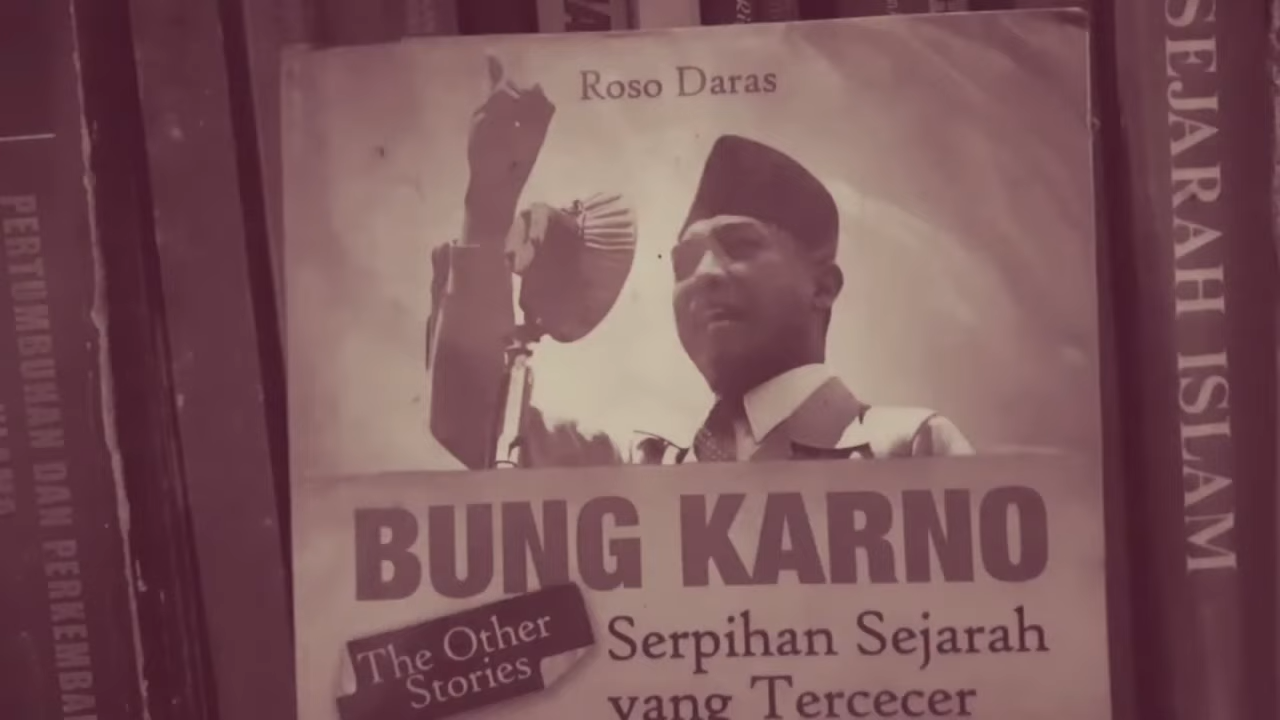 Roso Daras
BUNG KARNO
The Other
Stories
Serpihan Sejarah
yang Tercecer
SEJARAH ISLAM
PERTUMBUHAN DAN PERKEMBA